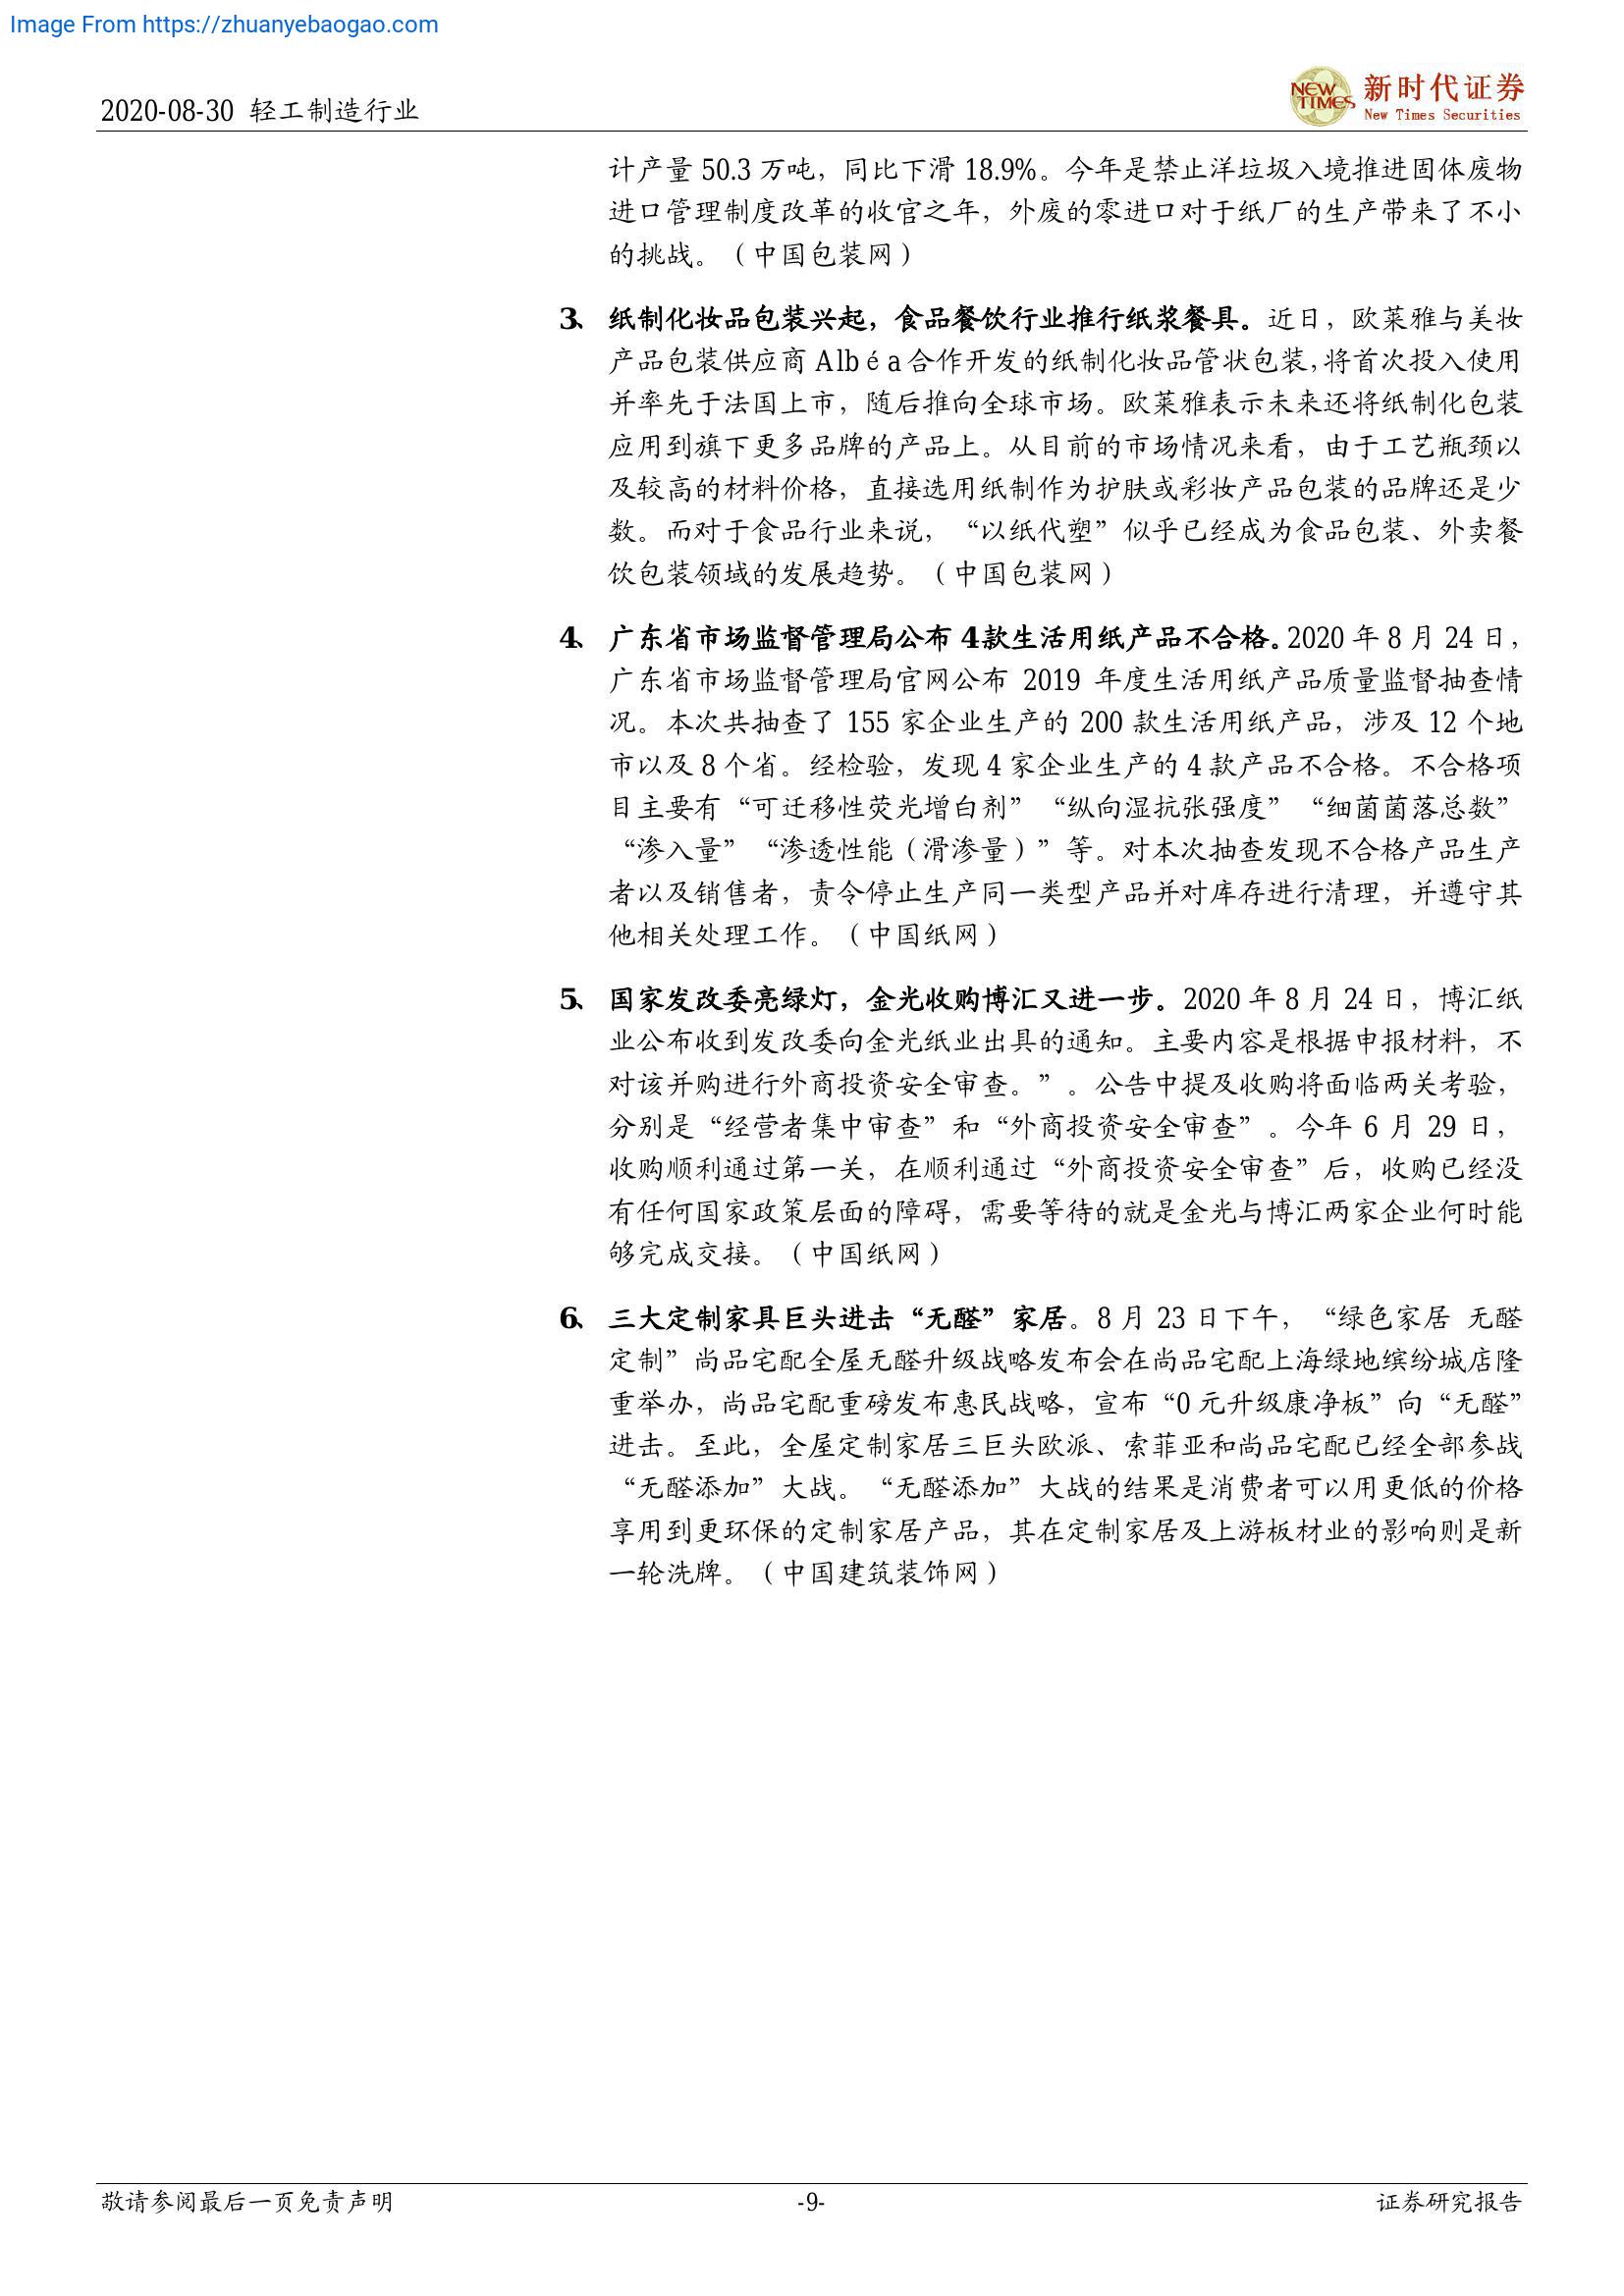 Image From https://zhuanyebaogao.com
2020-08-30 轻工制造行业
NEW TIMES
新时代证券
New Times Securities
计产量 50.3 万吨，同比下滑 18.9%。今年是禁止洋垃圾入境推进固体废物
进口管理制度改革的收官之年，外废的零进口对于纸厂的生产带来了不小
的挑战。（中国包装网）
3、 纸制化妆品包装兴起，食品餐饮行业推行纸浆餐具。近日，欧莱雅与美妆
产品包装供应商 Albéa 合作开发的纸制化妆品管状包装，将首次投入使用
并率先于法国上市，随后推向全球市场。欧莱雅表示未来还将纸制化包装
应用到旗下更多品牌的产品上。从目前的市场情况来看，由于工艺瓶颈以
及较高的材料价格，直接选用纸制作为护肤或彩妆产品包装的品牌还是少
数。而对于食品行业来说，“以纸代塑”似乎已经成为食品包装、外卖餐
饮包装领域的发展趋势。（中国包装网）
4、 广东省市场监督管理局公布 4款生活用纸产品不合格。2020 年 8 月 24 日，
广东省市场监督管理局官网公布 2019 年度生活用纸产品质量监督抽查情
况。本次共抽查了 155 家企业生产的 200 款生活用纸产品，涉及 12 个地
市以及 8 个省。经检验，发现 4 家企业生产的 4 款产品不合格。不合格项
目主要有“可迁移性荧光增白剂”“纵向湿抗张强度”“细菌菌落总数”
“渗入量”“渗透性能（滑渗量）”等。对本次抽查发现不合格产品生产
者以及销售者，责令停止生产同一类型产品并对库存进行清理，并遵守其
他相关处理工作。（中国纸网）
5、 国家发改委亮绿灯，金光收购博汇又进一步。2020 年 8 月 24 日，博汇纸
业公布收到发改委向金光纸业出具的通知。主要内容是根据申报材料，不
对该并购进行外商投资安全审查。”。公告中提及收购将面临两关考验，
分别是“经营者集中审查”和“外商投资安全审查”。今年 6 月 29 日，
收购顺利通过第一关，在顺利通过“外商投资安全审查”后，收购已经没
有任何国家政策层面的障碍，需要等待的就是金光与博汇两家企业何时能
够完成交接。（中国纸网）
6、 三大定制家具巨头进击“无醛”家居。8 月 23 日下午，“绿色家居 无醛
定制”尚品宅配全屋无醛升级战略发布会在尚品宅配上海绿地缤纷城店隆
重举办，尚品宅配重磅发布惠民战略，宣布“0 元升级康净板”向“无醛”
进击。至此，全屋定制家居三巨头欧派、索菲亚和尚品宅配已经全部参战
“无醛添加”大战。“无醛添加”大战的结果是消费者可以用更低的价格
享用到更环保的定制家居产品，其在定制家居及上游板材业的影响则是新
一轮洗牌。（中国建筑装饰网）
敬请参阅最后一页免责声明
-9-
证券研究报告